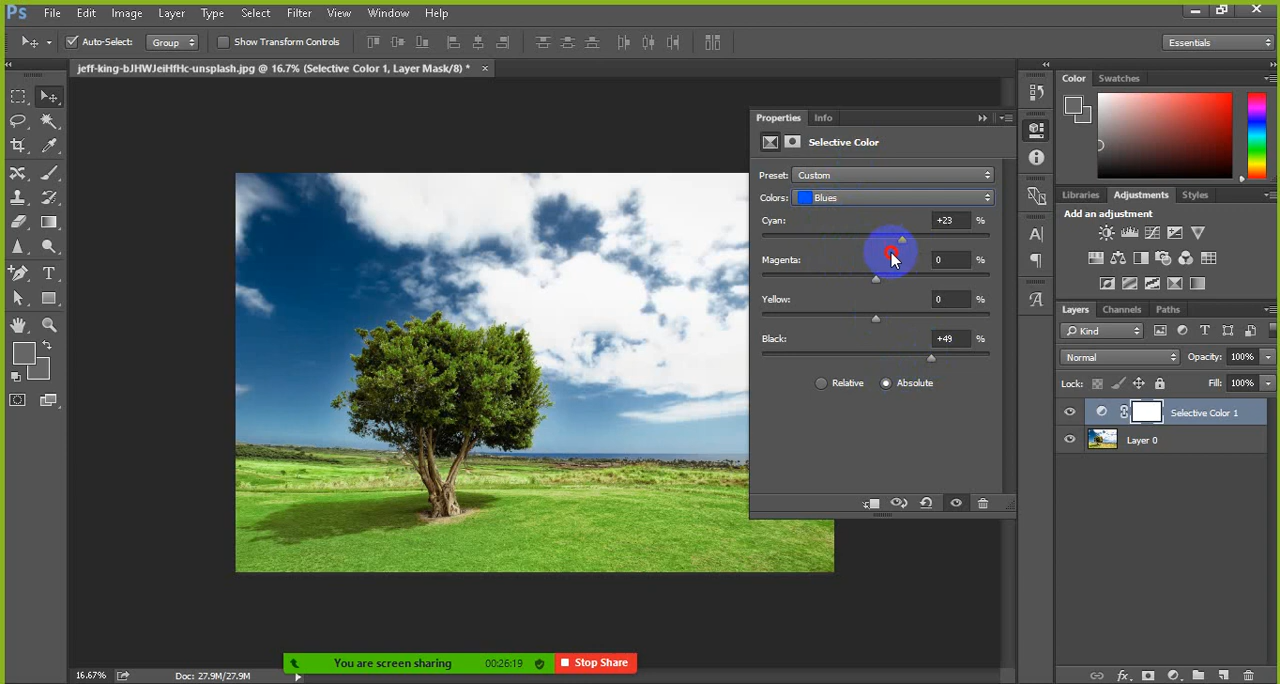 Ps File Edit Image Layer Type Select Filter View Window Help
Auto-Select: Group Show Transform Controls Essentials
jeff-king-bJHWJeiHfHc-unsplash.jpg @ 16.7% (Selective Color 1, Layer Mask/8) * ×
Color Swatches
Properties Info
Selective Color
Preset: Custom
Colors: Blues
Cyan: +23 %
Magenta: 0 %
Yellow: 0 %
Black: +49 %
Relative Absolute
Libraries Adjustments Styles
Add an adjustment
Layers Channels Paths
Kind
Normal Opacity: 100%
Lock: Fill: 100%
Selective Color 1
Layer 0
fx
You are screen sharing 00:26:19 Stop Share
16.67% Doc: 27.9M/27.9M